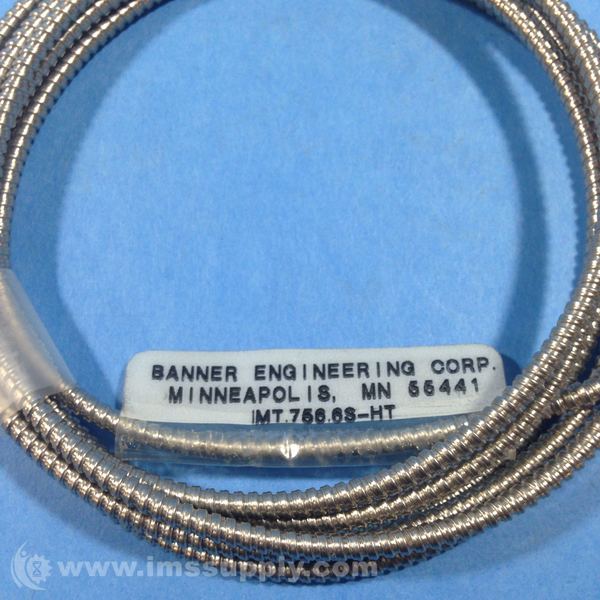 BANNER ENGINEERING CORP.
MINNEAPOLIS, MN 55441
IMT.756.6S-HT
www.imssupply.com